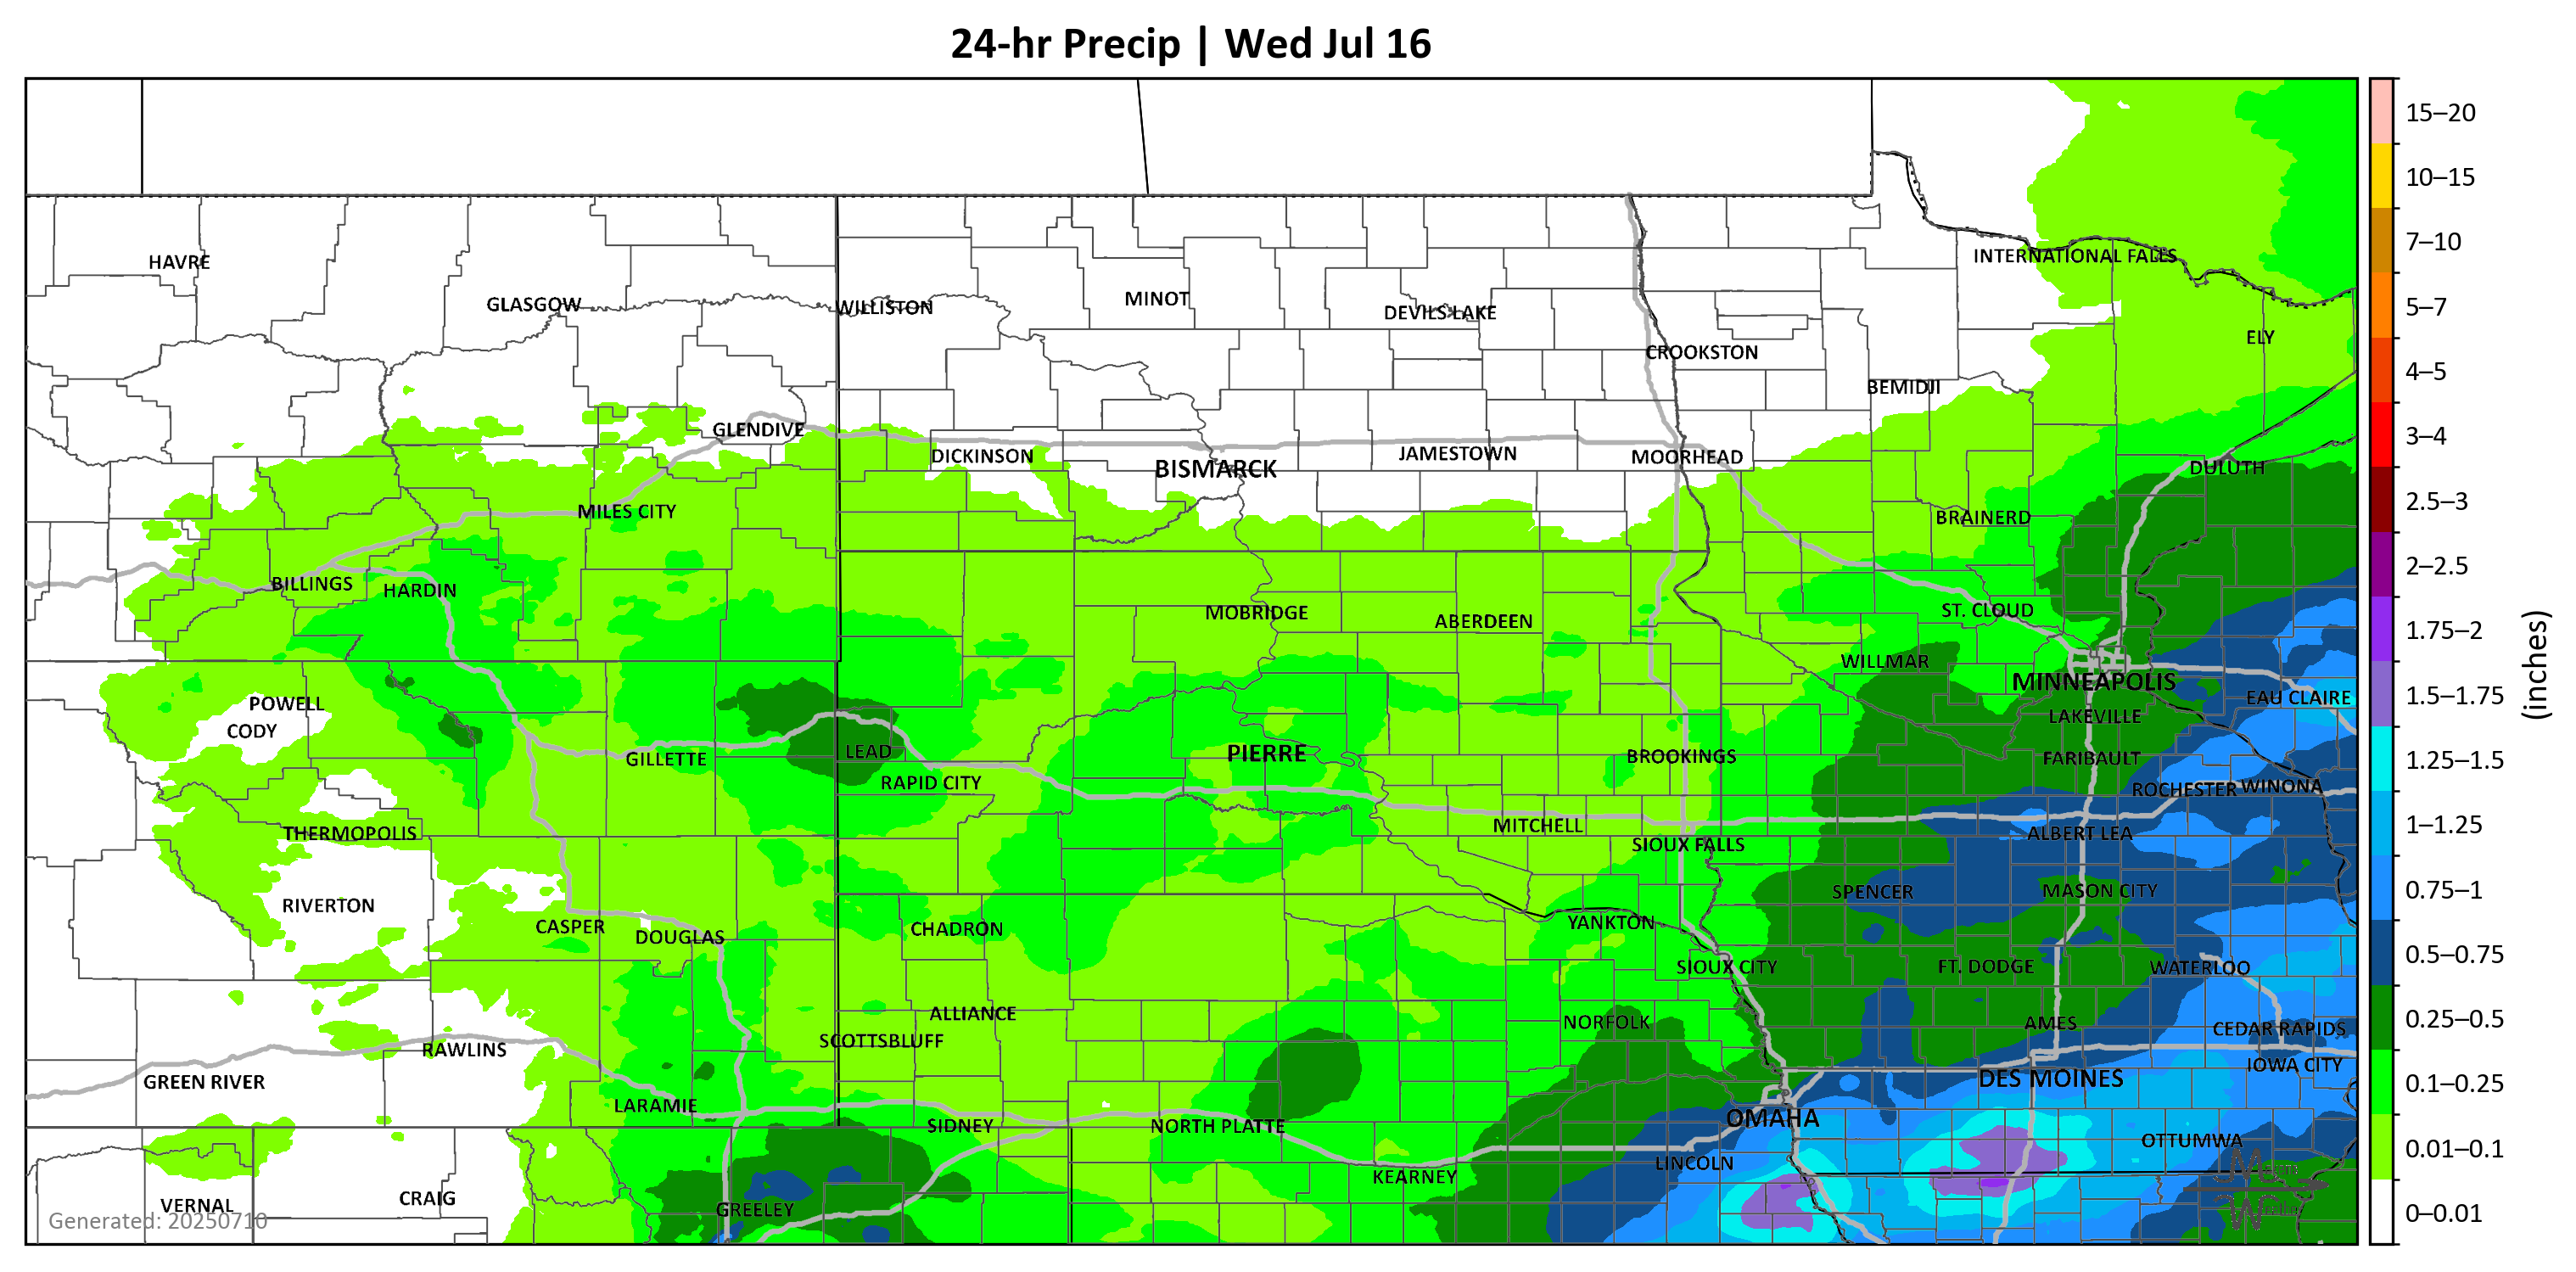 24-hr Precip | Wed Jul 16
15–20
10–15
7–10
5–7
4–5
3–4
2.5–3
2–2.5
1.75–2
1.5–1.75
1.25–1.5
1–1.25
0.75–1
0.5–0.75
0.25–0.5
0.1–0.25
0.01–0.1
0–0.01
(inches)
INTERNATIONAL FALLS
HAVRE
GLASGOW
WILLISTON
MINOT
DEVILS LAKE
ELY
CROOKSTON
BEMIDJI
GLENDIVE
DICKINSON
BISMARCK
JAMESTOWN
MOORHEAD
DULUTH
MILES CITY
BRAINERD
BILLINGS
HARDIN
MOBRIDGE
ABERDEEN
ST. CLOUD
WILLMAR
MINNEAPOLIS
POWELL
EAU CLAIRE
CODY
LAKEVILLE
GILLETTE
LEAD
PIERRE
BROOKINGS
FARIBAULT
RAPID CITY
ROCHESTER
WINONA
THERMOPOLIS
MITCHELL
ALBERT LEA
SIOUX FALLS
RIVERTON
SPENCER
MASON CITY
CASPER
DOUGLAS
CHADRON
YANKTON
SIOUX CITY
FT. DODGE
WATERLOO
ALLIANCE
NORFOLK
AMES
CEDAR RAPIDS
RAWLINS
SCOTTSBLUFF
IOWA CITY
GREEN RIVER
DES MOINES
LARAMIE
OMAHA
SIDNEY
NORTH PLATTE
OTTUMWA
LINCOLN
KEARNEY
VERNAL
CRAIG
GREELEY
Generated: 20250710